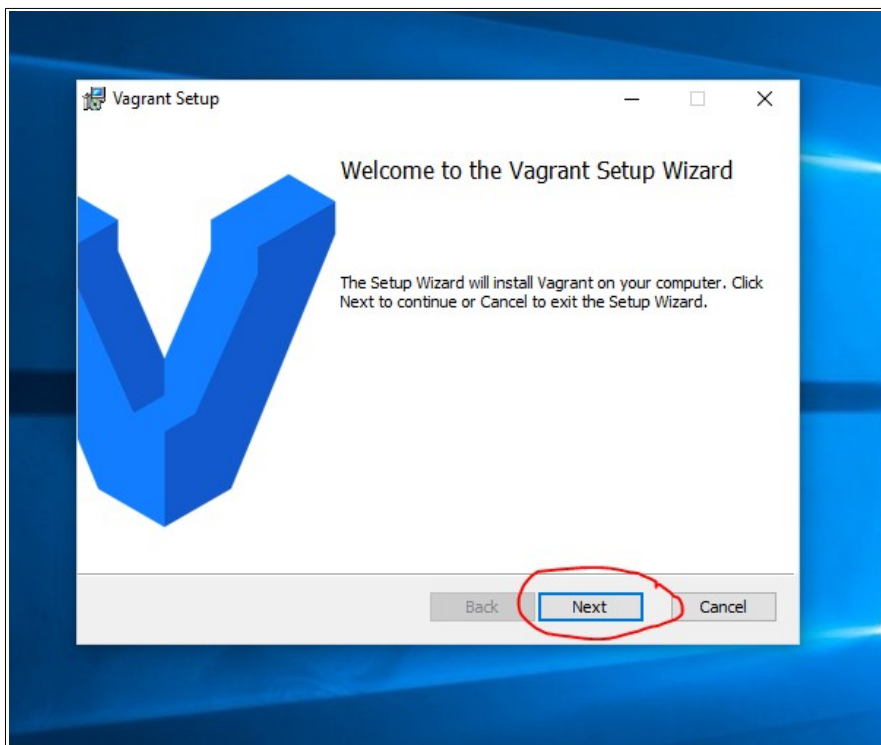 Vagrant Setup
Welcome to the Vagrant Setup Wizard
The Setup Wizard will install Vagrant on your computer. Click
Next to continue or Cancel to exit the Setup Wizard.
Back Next Cancel